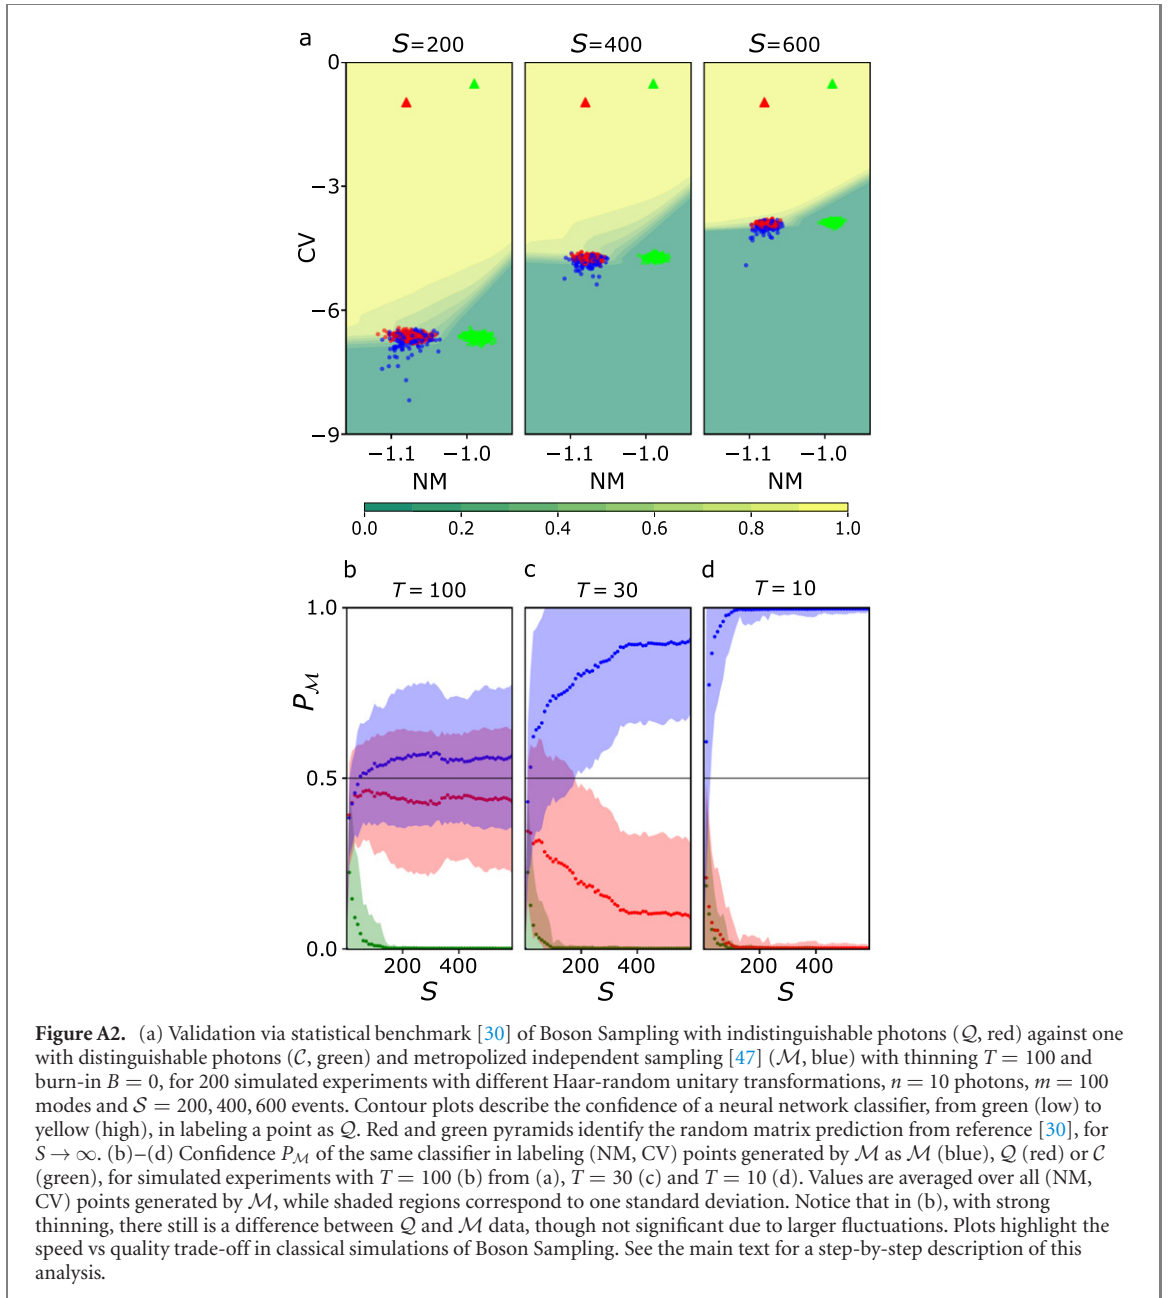 a
S=200
S=400
S=600
0
−3
−6
−9
CV
−1.1
−1.0
−1.1
−1.0
−1.1
−1.0
NM
NM
NM
0.0
0.2
0.4
0.6
0.8
1.0
b
c
d
T = 100
T = 30
T = 10
1.0
0.5
0.0
P_M
200
400
200
400
200
400
S
S
S
Figure A2. (a) Validation via statistical benchmark [30] of Boson Sampling with indistinguishable photons (𝒬, red) against one
with distinguishable photons (𝒞, green) and metropolized independent sampling [47] (ℳ, blue) with thinning T = 100 and
burn-in B = 0, for 200 simulated experiments with different Haar-random unitary transformations, n = 10 photons, m = 100
modes and 𝒮 = 200, 400, 600 events. Contour plots describe the confidence of a neural network classifier, from green (low) to
yellow (high), in labeling a point as 𝒬. Red and green pyramids identify the random matrix prediction from reference [30], for
S → ∞. (b)–(d) Confidence P_ℳ of the same classifier in labeling (NM, CV) points generated by ℳ as ℳ (blue), 𝒬 (red) or 𝒞
(green), for simulated experiments with T = 100 (b) from (a), T = 30 (c) and T = 10 (d). Values are averaged over all (NM,
CV) points generated by ℳ, while shaded regions correspond to one standard deviation. Notice that in (b), with strong
thinning, there still is a difference between 𝒬 and ℳ data, though not significant due to larger fluctuations. Plots highlight the
speed vs quality trade-off in classical simulations of Boson Sampling. See the main text for a step-by-step description of this
analysis.